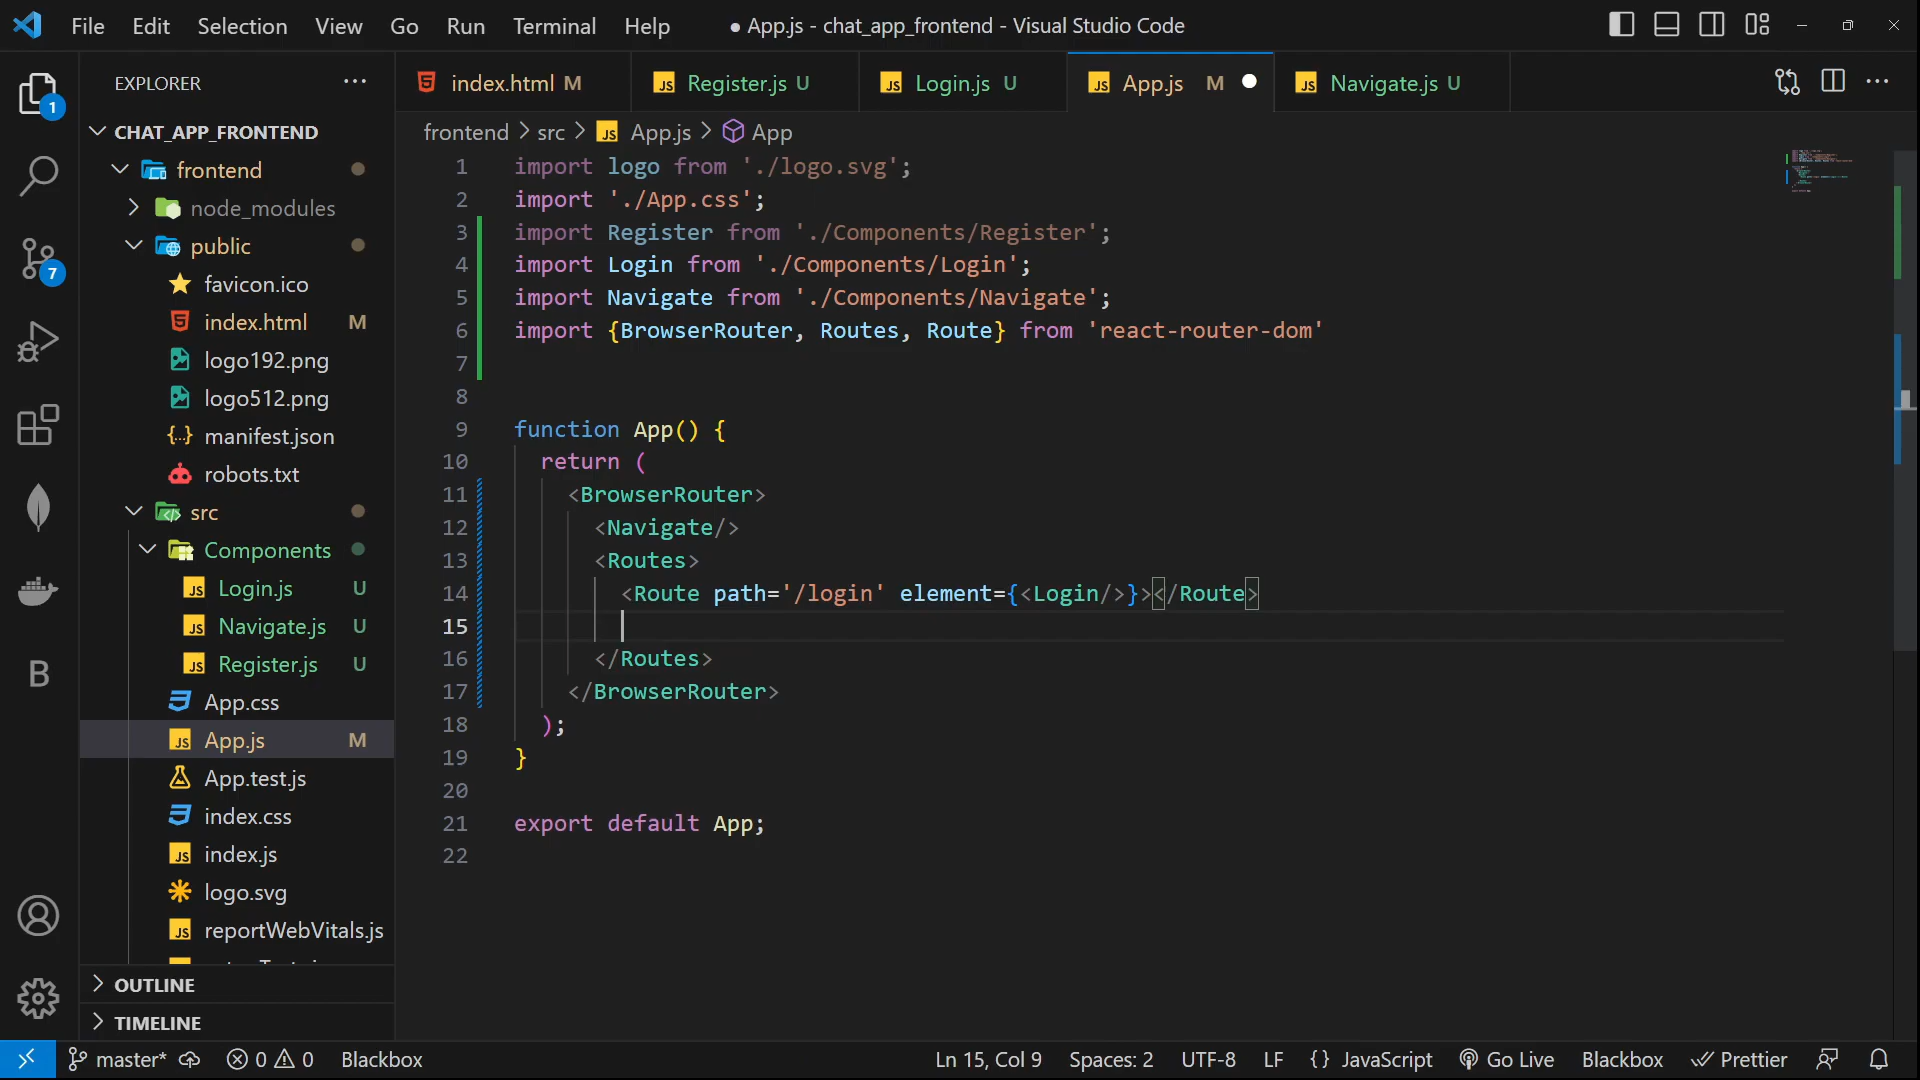 File Edit Selection View Go Run Terminal Help
● App.js - chat_app_frontend - Visual Studio Code
EXPLORER
index.html M
Register.js U
Login.js U
App.js M
Navigate.js U
1
7
CHAT_APP_FRONTEND
frontend
node_modules
public
favicon.ico
index.html M
logo192.png
logo512.png
manifest.json
robots.txt
src
Components
Login.js U
Navigate.js U
Register.js U
App.css
App.js M
App.test.js
index.css
index.js
logo.svg
reportWebVitals.js
OUTLINE
TIMELINE
B
frontend > src > JS App.js > App
1 import logo from './logo.svg';
2 import './App.css';
3 import Register from './Components/Register';
4 import Login from './Components/Login';
5 import Navigate from './Components/Navigate';
6 import {BrowserRouter, Routes, Route} from 'react-router-dom'
7
8
9 function App() {
10 return (
11 <BrowserRouter>
12 <Navigate/>
13 <Routes>
14 <Route path='/login' element={<Login/>}></Route>
15
16 </Routes>
17 </BrowserRouter>
18 );
19 }
20
21 export default App;
22
master* 0 0 Blackbox
Ln 15, Col 9 Spaces: 2 UTF-8 LF {} JavaScript Go Live Blackbox Prettier